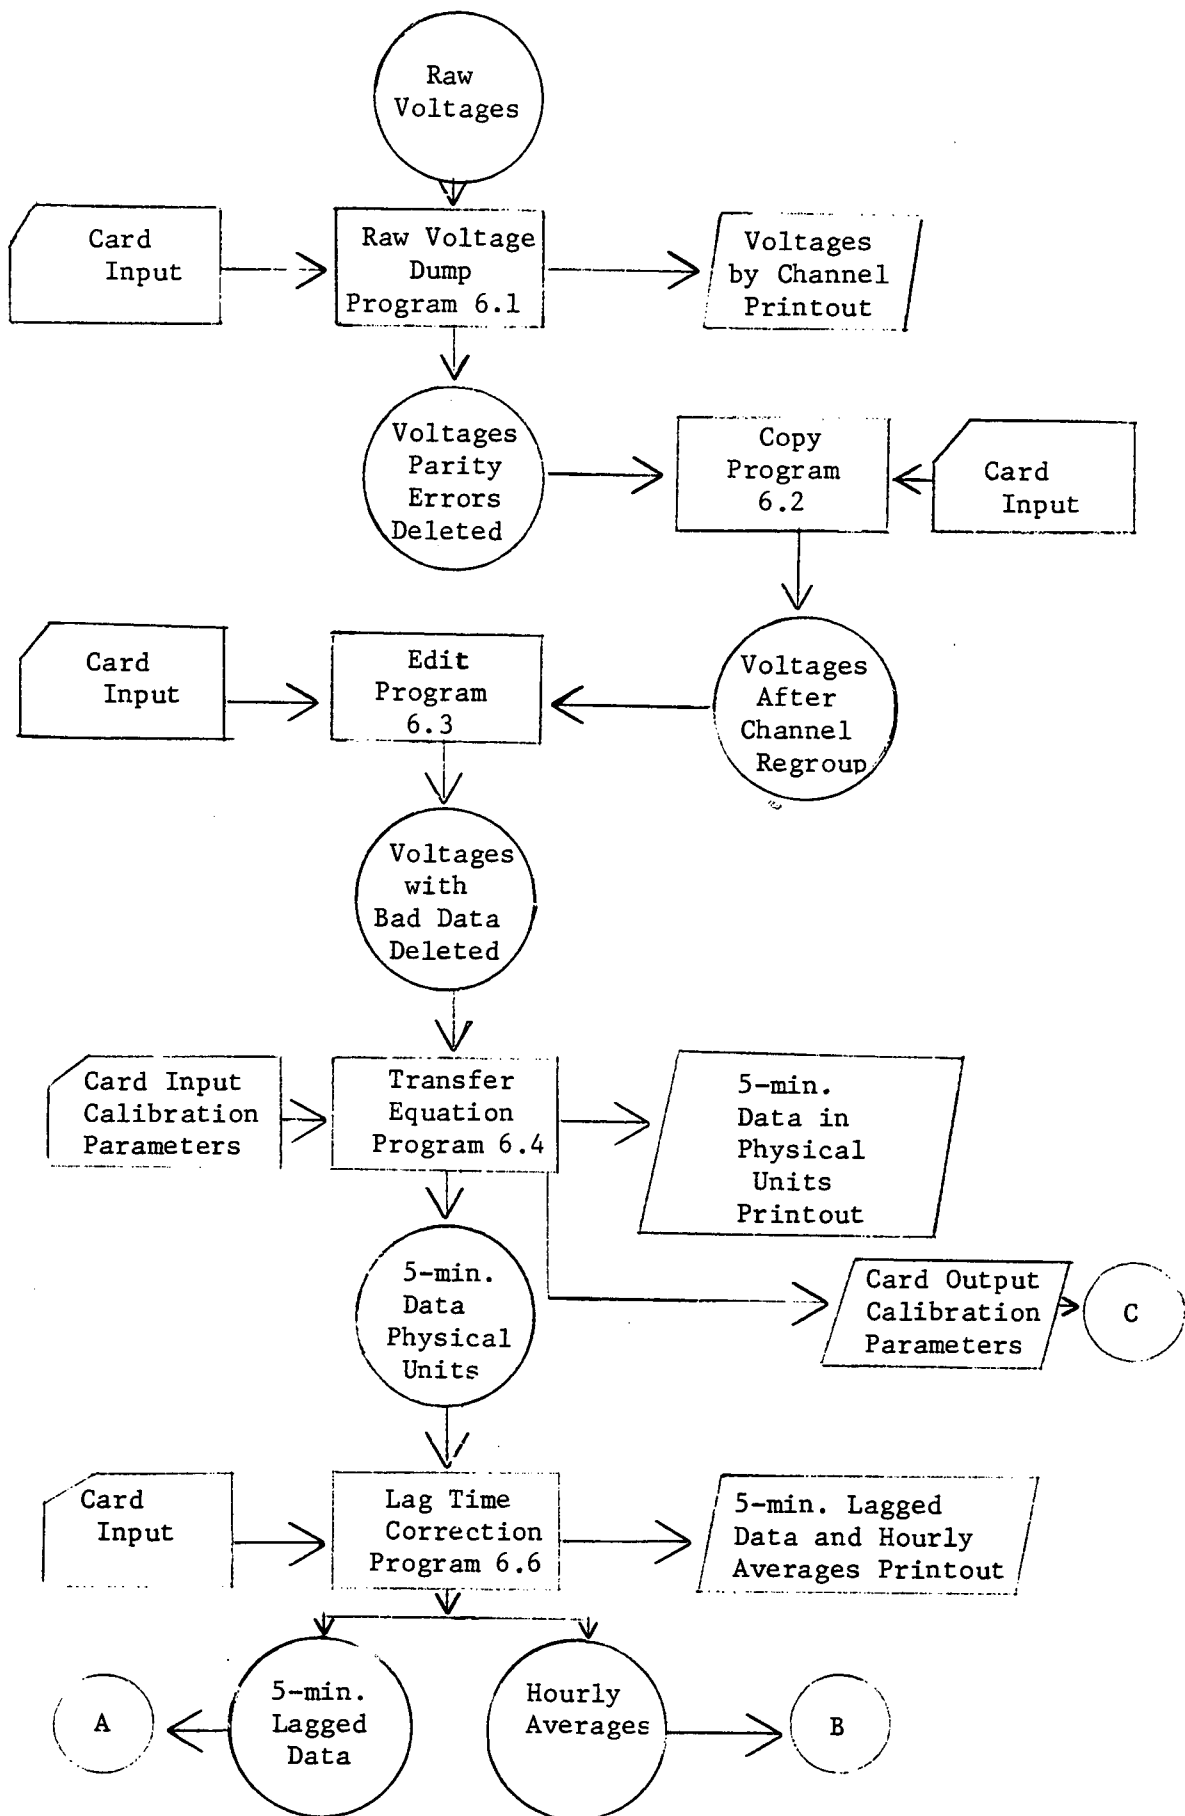 Raw
Voltages
Card
Input
Raw Voltage
Dump
Program 6.1
Voltages
by Channel
Printout
Voltages
Parity
Errors
Deleted
Copy
Program
6.2
Card
Input
Card
Input
Edit
Program
6.3
Voltages
After
Channel
Regroup
Voltages
with
Bad Data
Deleted
Card Input
Calibration
Parameters
Transfer
Equation
Program 6.4
5-min.
Data in
Physical
Units
Printout
5-min.
Data
Physical
Units
Card Output
Calibration
Parameters
C
Card
Input
Lag Time
Correction
Program 6.6
5-min. Lagged
Data and Hourly
Averages Printout
A
5-min.
Lagged
Data
Hourly
Averages
B